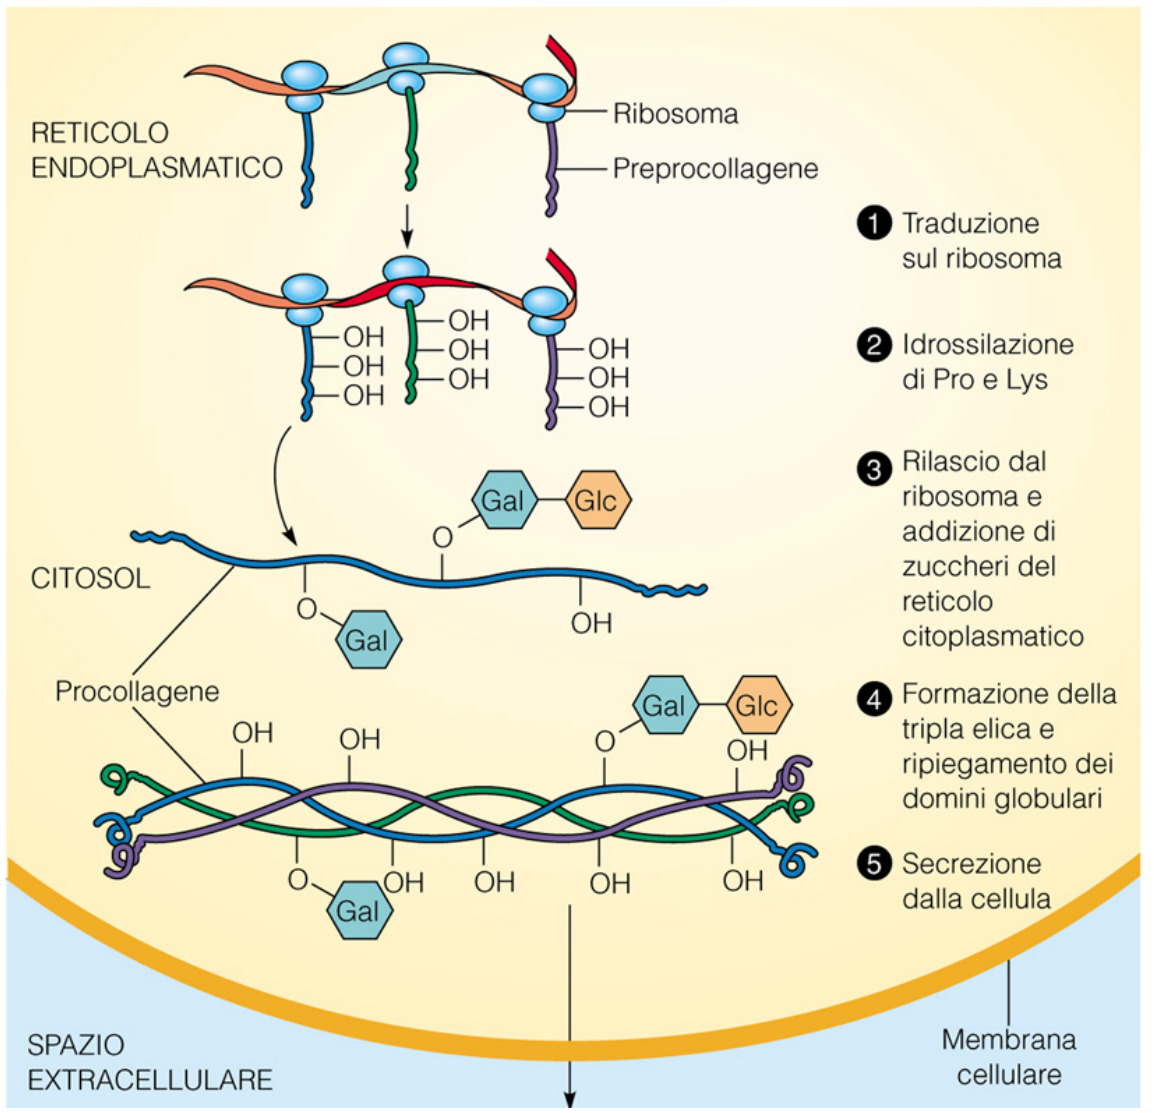 RETICOLO
ENDOPLASMATICO
Ribosoma
Preprocollagene
OH
OH
OH
OH
OH
OH
OH
OH
OH
Gal
Glc
O
CITOSOL
O
Gal
OH
Procollagene
Gal
Glc
OH
OH
O
OH
O
Gal
OH
OH
OH
OH
1 Traduzione
sul ribosoma
2 Idrossilazione
di Pro e Lys
3 Rilascio dal
ribosoma e
addizione di
zuccheri del
reticolo
citoplasmatico
4 Formazione della
tripla elica e
ripiegamento dei
domini globulari
5 Secrezione
dalla cellula
SPAZIO
EXTRACELLULARE
Membrana
cellulare